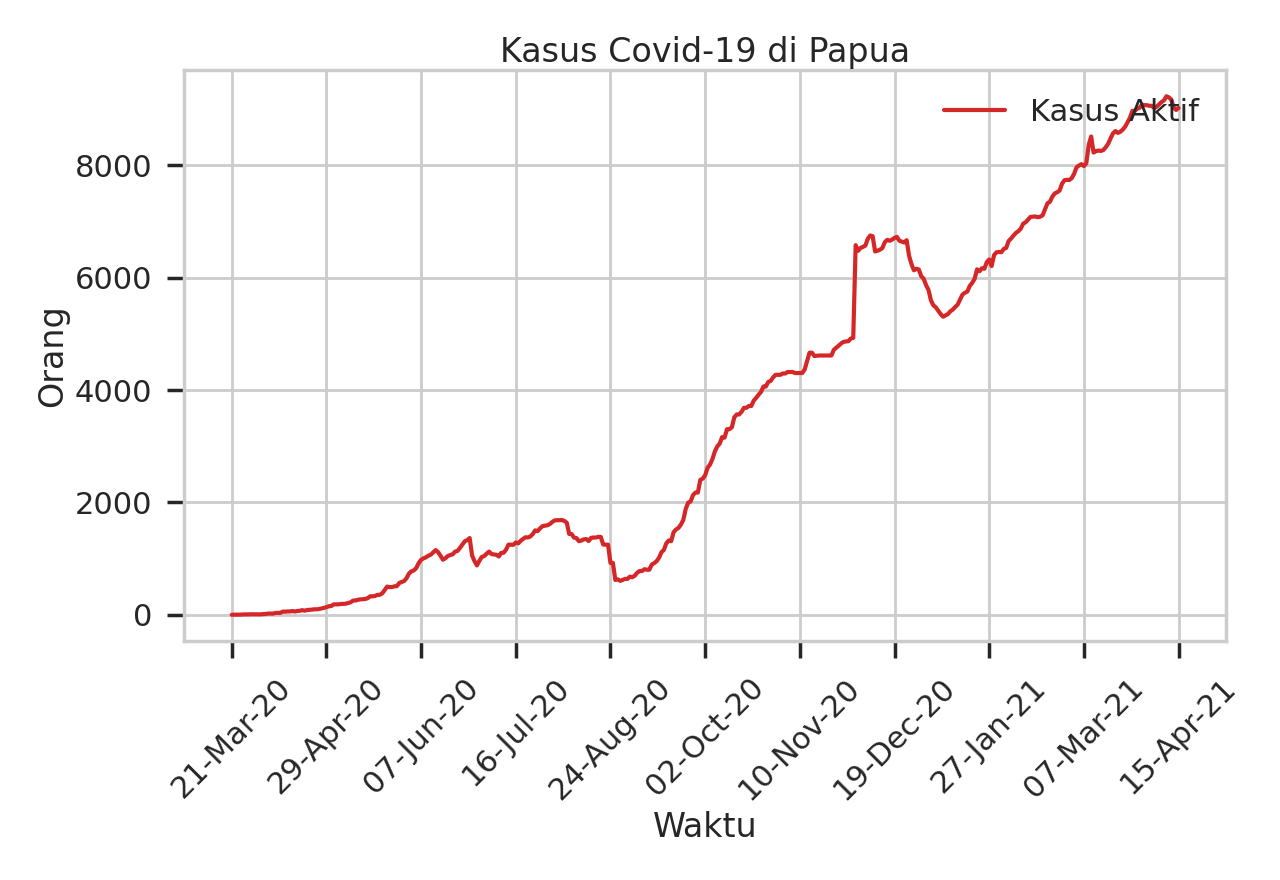 Kasus Covid-19 di Papua
Kasus Aktif
Orang
8000
6000
4000
2000
0
21-Mar-20
29-Apr-20
07-Jun-20
16-Jul-20
24-Aug-20
02-Oct-20
10-Nov-20
19-Dec-20
27-Jan-21
07-Mar-21
15-Apr-21
Waktu